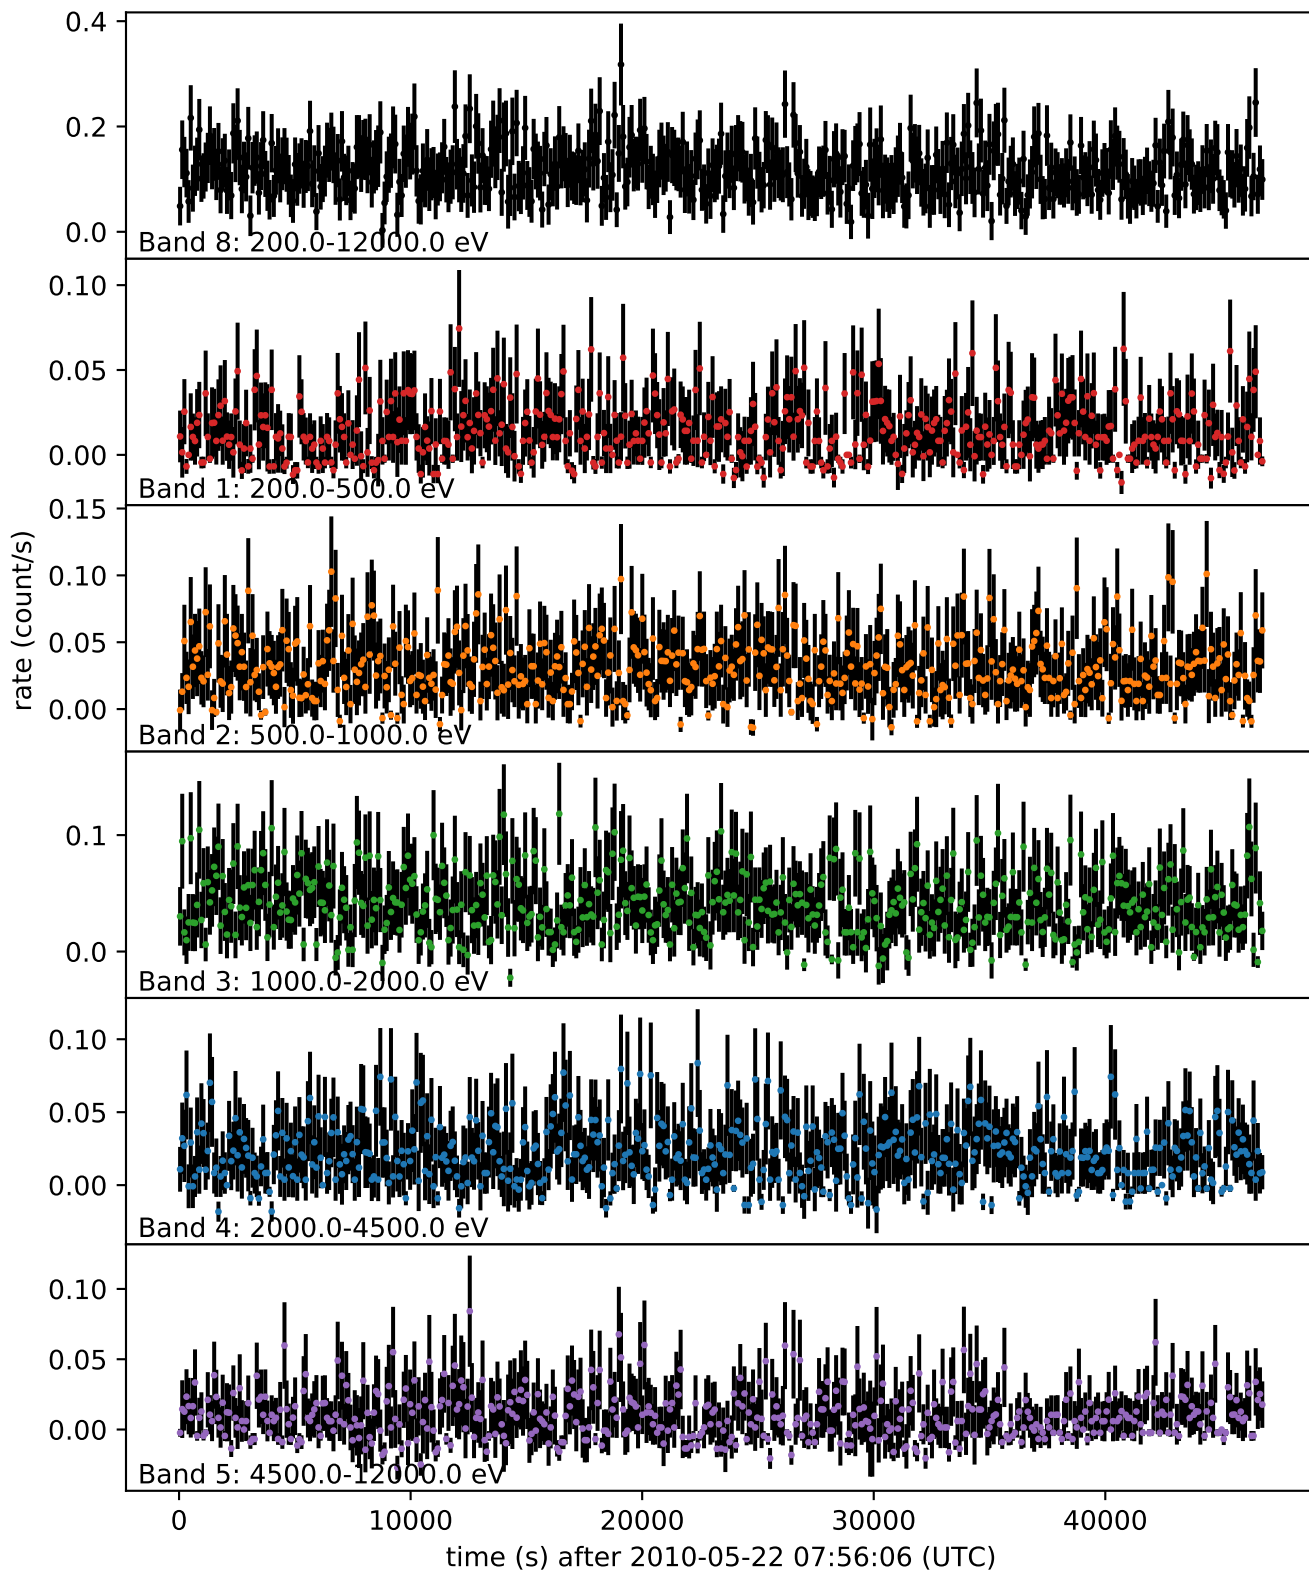 0.4
0.2
0.0
Band 8: 200.0-12000.0 eV
0.10
0.05
0.00
Band 1: 200.0-500.0 eV
0.15
0.10
0.05
0.00
Band 2: 500.0-1000.0 eV
rate (count/s)
0.1
0.0
Band 3: 1000.0-2000.0 eV
0.10
0.05
0.00
Band 4: 2000.0-4500.0 eV
0.10
0.05
0.00
Band 5: 4500.0-12000.0 eV
0 10000 20000 30000 40000
time (s) after 2010-05-22 07:56:06 (UTC)